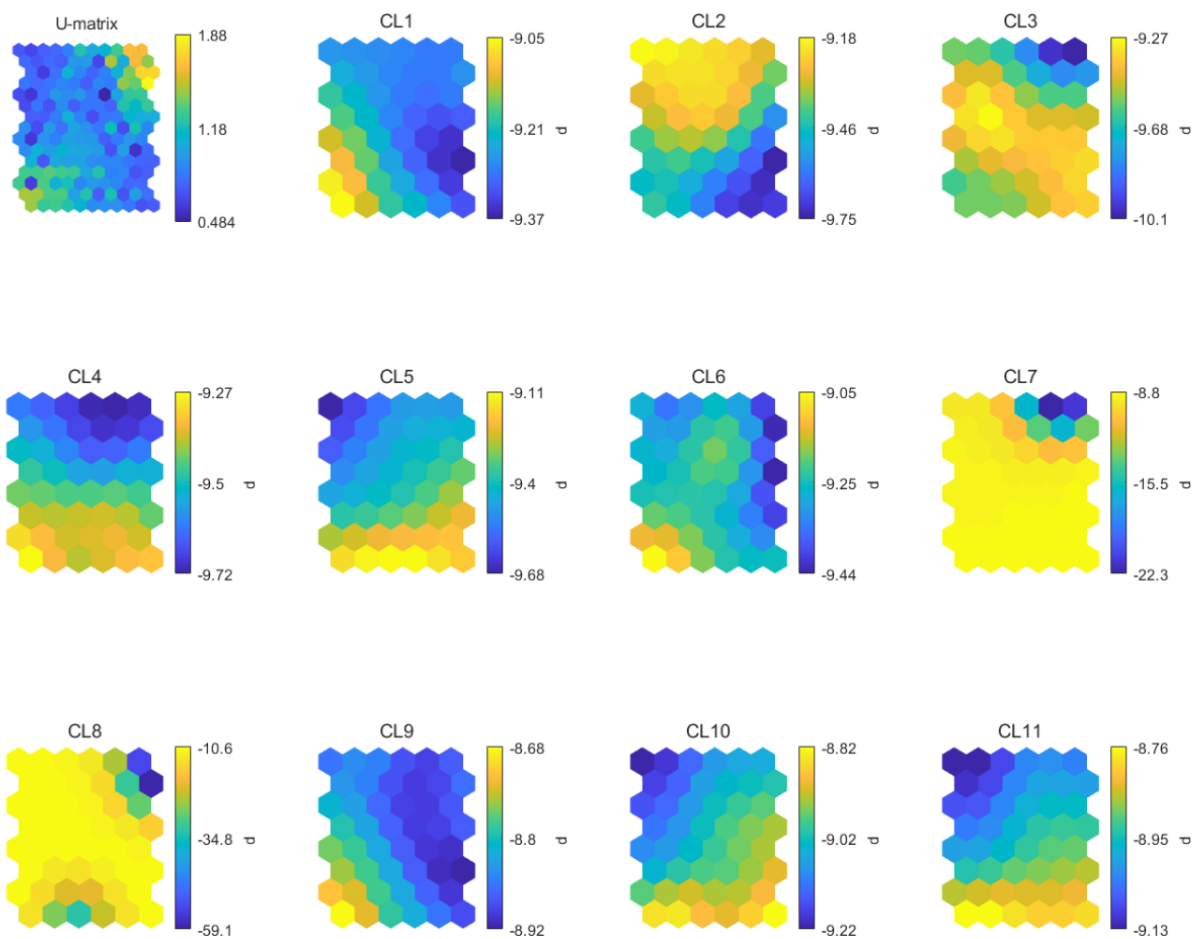 U-matrix
1.88
1.18
0.484
CL1
-9.05
-9.21
-9.37
d
CL2
-9.18
-9.46
-9.75
d
CL3
-9.27
-9.68
-10.1
d
CL4
-9.27
-9.5
-9.72
d
CL5
-9.11
-9.4
-9.68
d
CL6
-9.05
-9.25
-9.44
d
CL7
-8.8
-15.5
-22.3
d
CL8
-10.6
-34.8
-59.1
d
CL9
-8.68
-8.8
-8.92
d
CL10
-8.82
-9.02
-9.22
d
CL11
-8.76
-8.95
-9.13
d